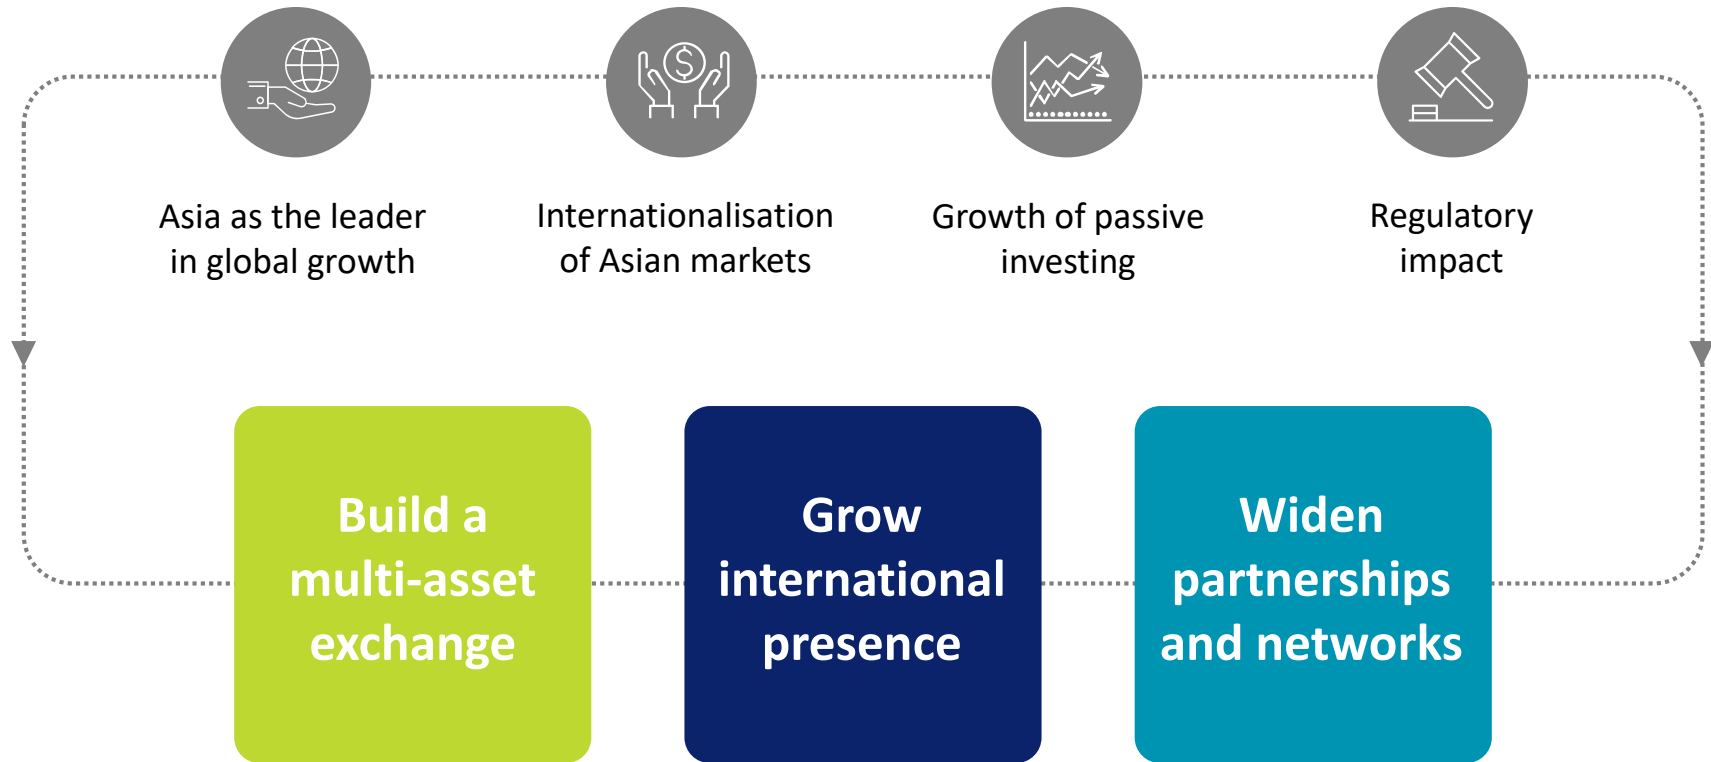 Asia as the leader
in global growth
Internationalisation
of Asian markets
Growth of passive
investing
Regulatory
impact
Build a
multi-asset
exchange
Grow
international
presence
Widen
partnerships
and networks